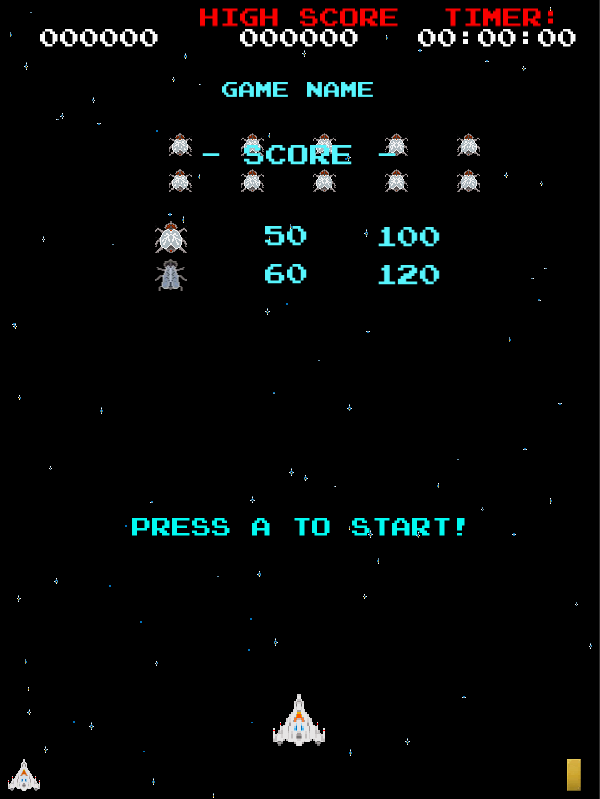 HIGH SCORE TIMER:
000000 000000 00:00:00
GAME NAME
- SCORE -
50 100
60 120
PRESS A TO START!